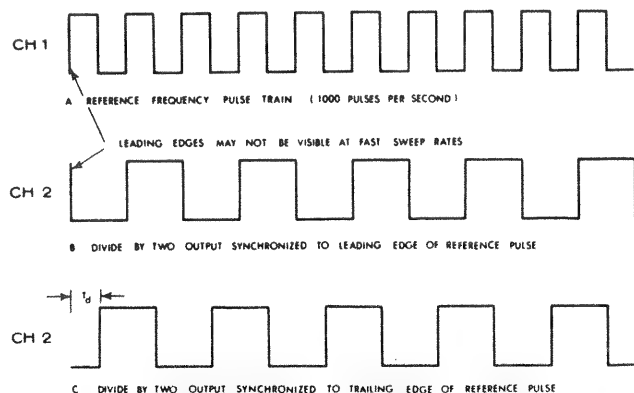 CH 1
A REFERENCE FREQUENCY PULSE TRAIN (1000 PULSES PER SECOND)
LEADING EDGES MAY NOT BE VISIBLE AT FAST SWEEP RATES
CH 2
B DIVIDE BY TWO OUTPUT SYNCHRONIZED TO LEADING EDGE OF REFERENCE PULSE
Td
CH 2
C DIVIDE BY TWO OUTPUT SYNCHRONIZED TO TRAILING EDGE OF REFERENCE PULSE